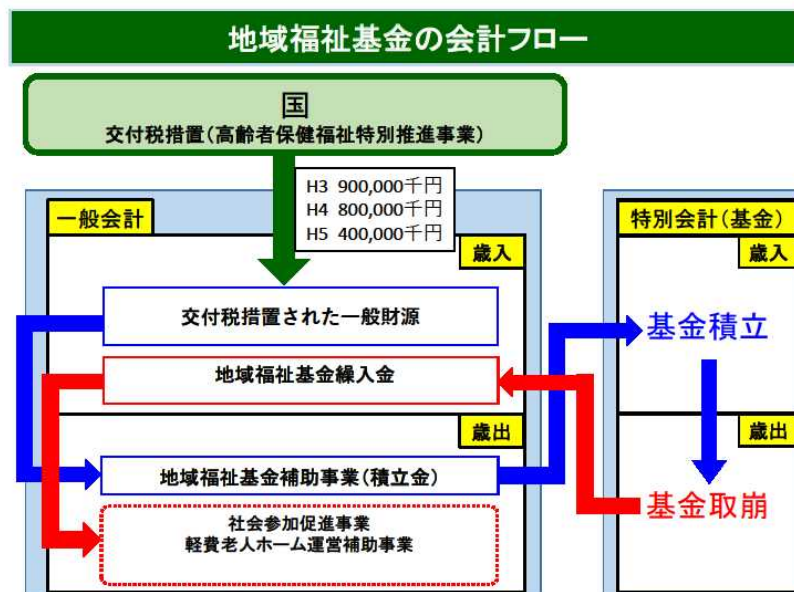 地域福祉基金の会計フロー
国
交付税措置(高齢者保健福祉特別推進事業)
H3 900,000千円
H4 800,000千円
H5 400,000千円
一般会計
歳入
交付税措置された一般財源
地域福祉基金繰入金
歳出
地域福祉基金補助事業(積立金)
社会参加促進事業
軽費老人ホーム運営補助事業
特別会計(基金)
歳入
基金積立
歳出
基金取崩